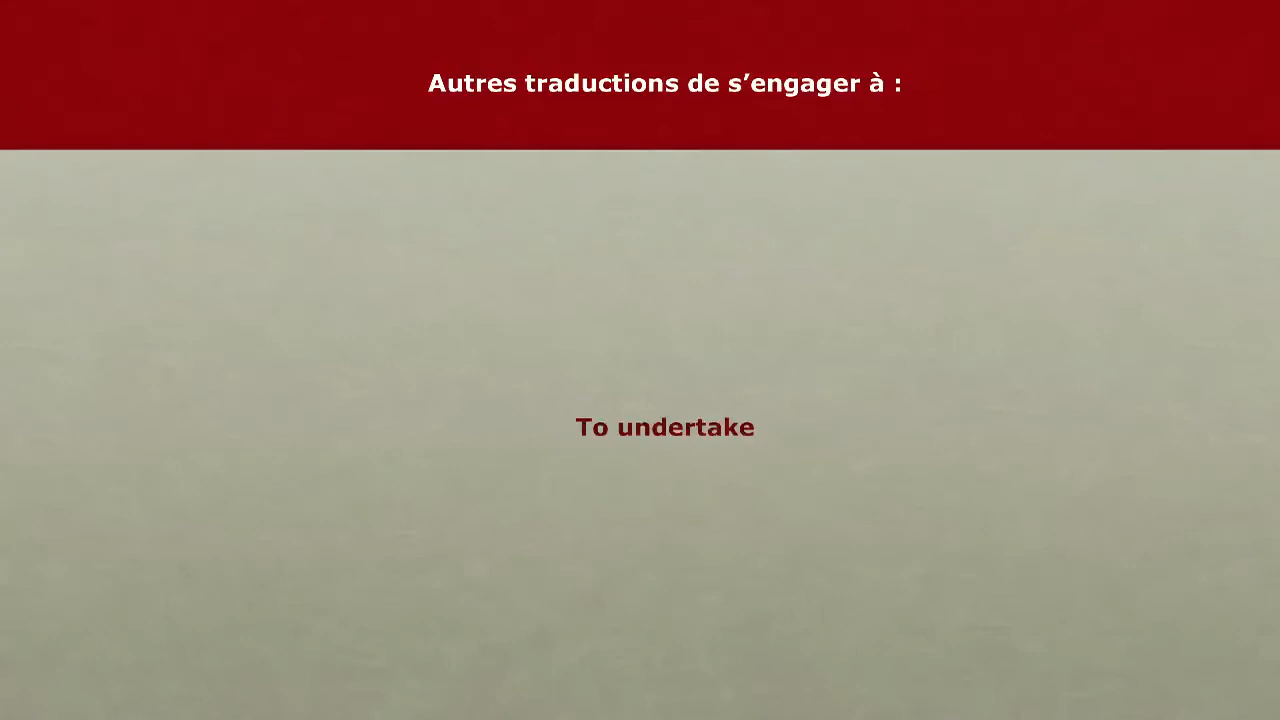 Autres traductions de s’engager à :
To undertake